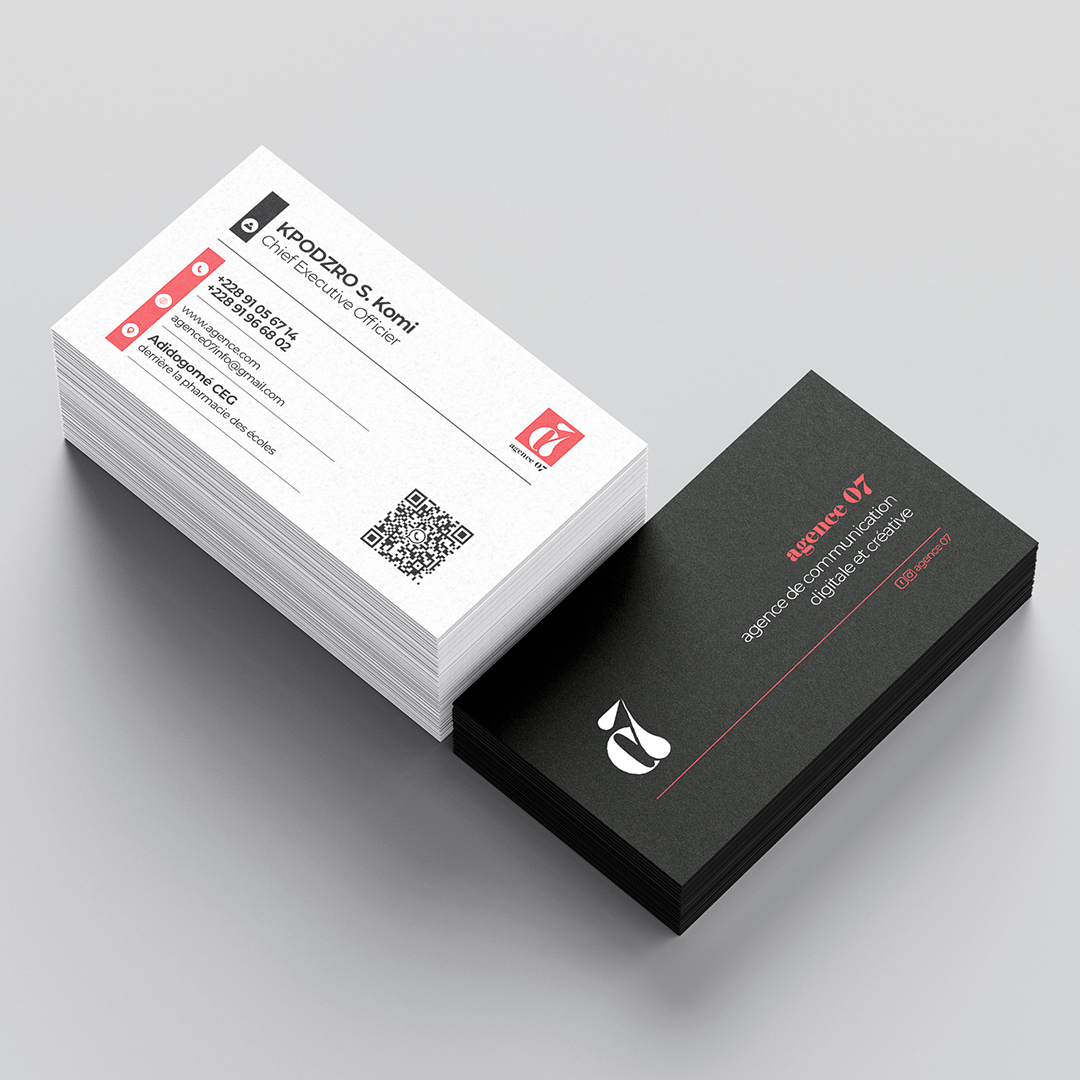 KPODZRO S. Komi
Chief Executive Officier
+228 91 05 67 14
+228 91 96 68 02
www.agence.com
agence07info@gmail.com
Adidogomé CEG
derrière la pharmacie des écoles
agence 07
agence 07
agence de communication
digitale et créative
agence 07